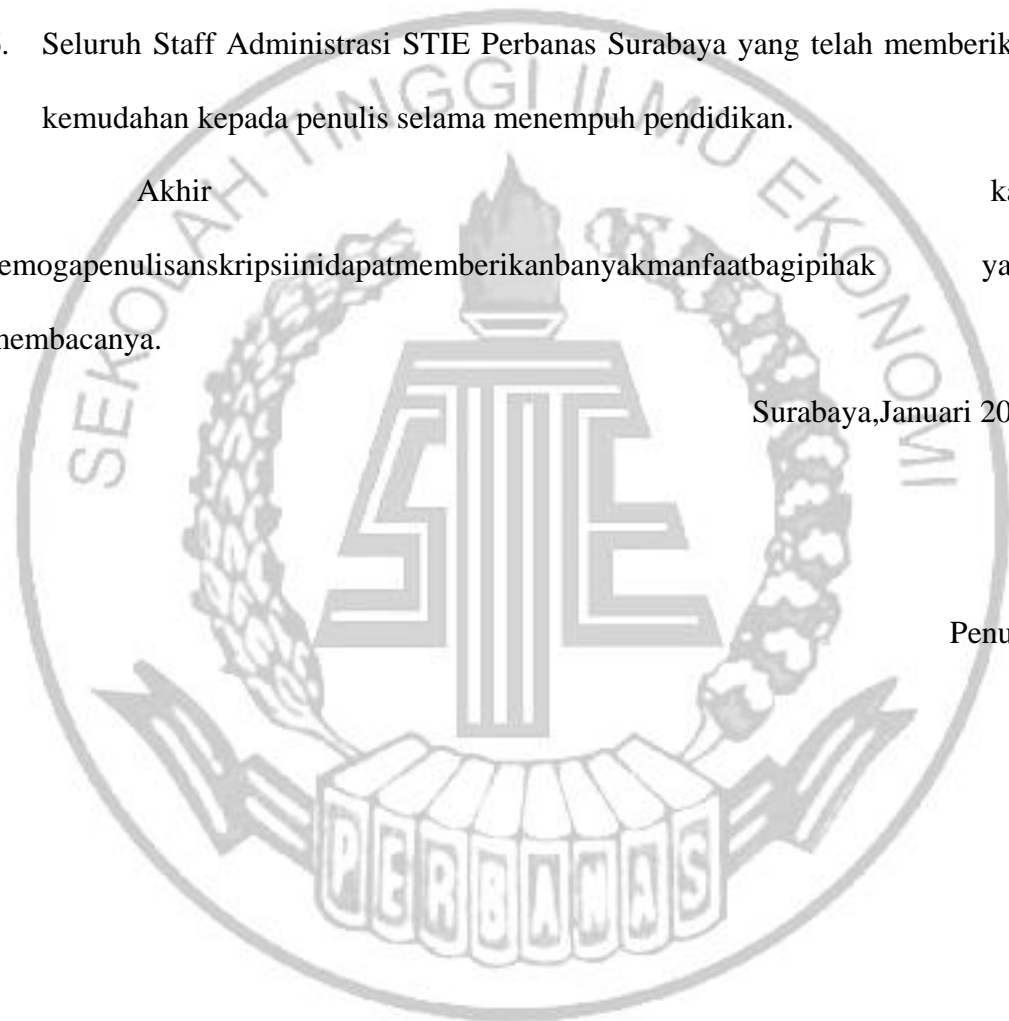 . Seluruh Staff Administrasi STIE Perbanas Surabaya yang telah memberik
kemudahan kepada penulis selama menempuh pendidikan.
Akhir ka
emogapenulisanskripsiinidapatmemberikanbanyakmanfaatbagipihak ya
membacanya.
Surabaya,Januari 20
Penu
SEKOLAH TINGGI ILMU EKONOMI
STIE
PERBANAS